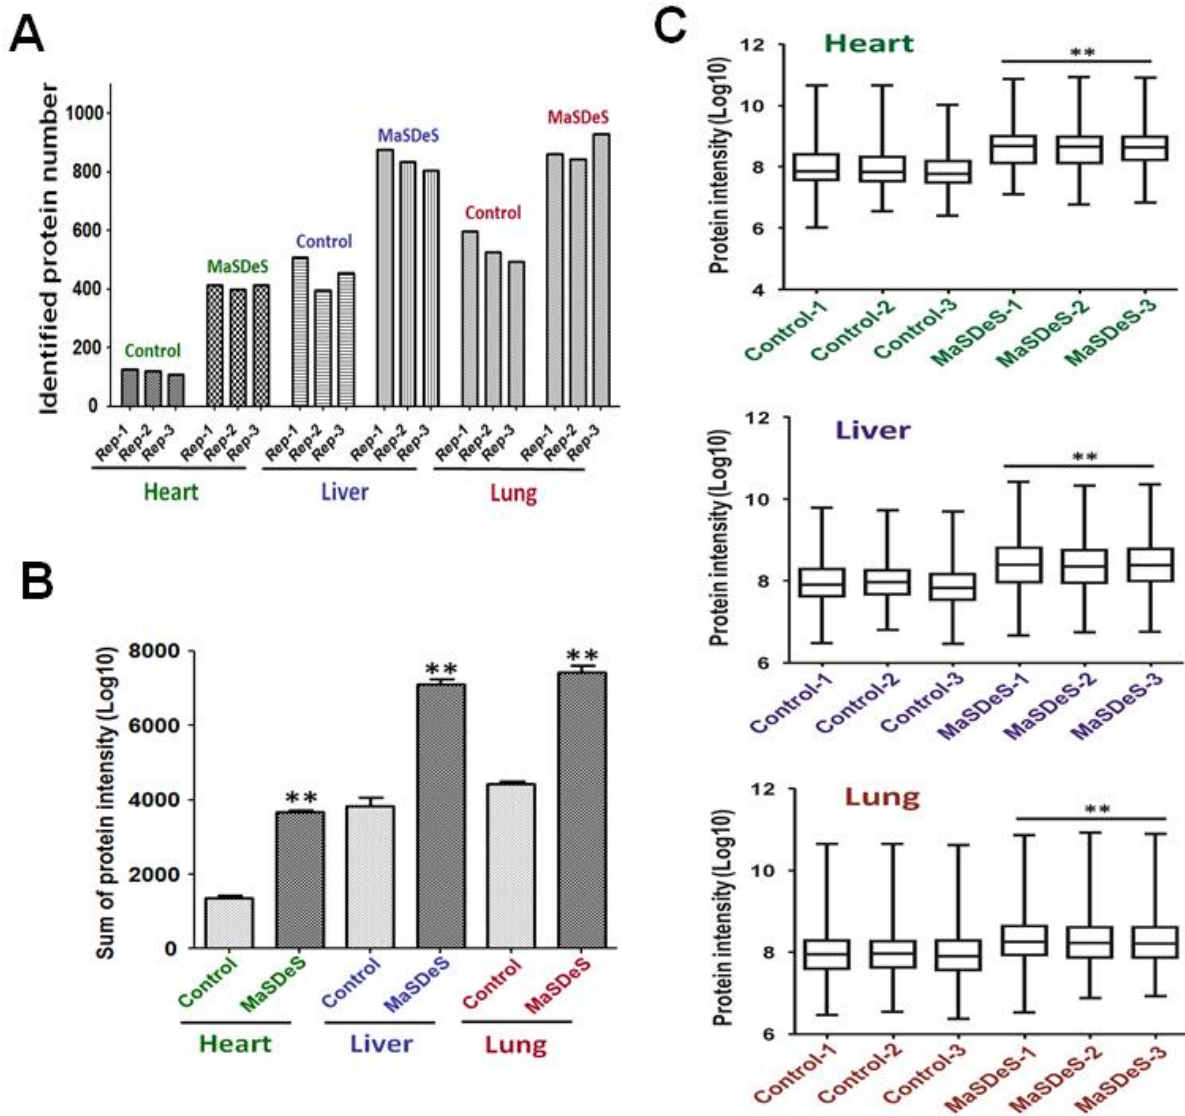 A
Identified protein number
1000
800
600
400
200
0
Control
MaSDeS
Control
MaSDeS
Control
MaSDeS
Rep-1 Rep-2 Rep-3 Rep-1 Rep-2 Rep-3 Rep-1 Rep-2 Rep-3 Rep-1 Rep-2 Rep-3 Rep-1 Rep-2 Rep-3 Rep-1 Rep-2 Rep-3
Heart Liver Lung
B
Sum of protein intensity (Log10)
8000
6000
4000
2000
0
**
**
**
Control MaSDeS Control MaSDeS Control MaSDeS
Heart Liver Lung
C
Heart
Protein intensity (Log10)
12
10
8
6
4
**
Control-1 Control-2 Control-3 MaSDeS-1 MaSDeS-2 MaSDeS-3
Liver
Protein intensity (Log10)
12
10
8
6
**
Control-1 Control-2 Control-3 MaSDeS-1 MaSDeS-2 MaSDeS-3
Lung
Protein intensity (Log10)
12
10
8
6
**
Control-1 Control-2 Control-3 MaSDeS-1 MaSDeS-2 MaSDeS-3